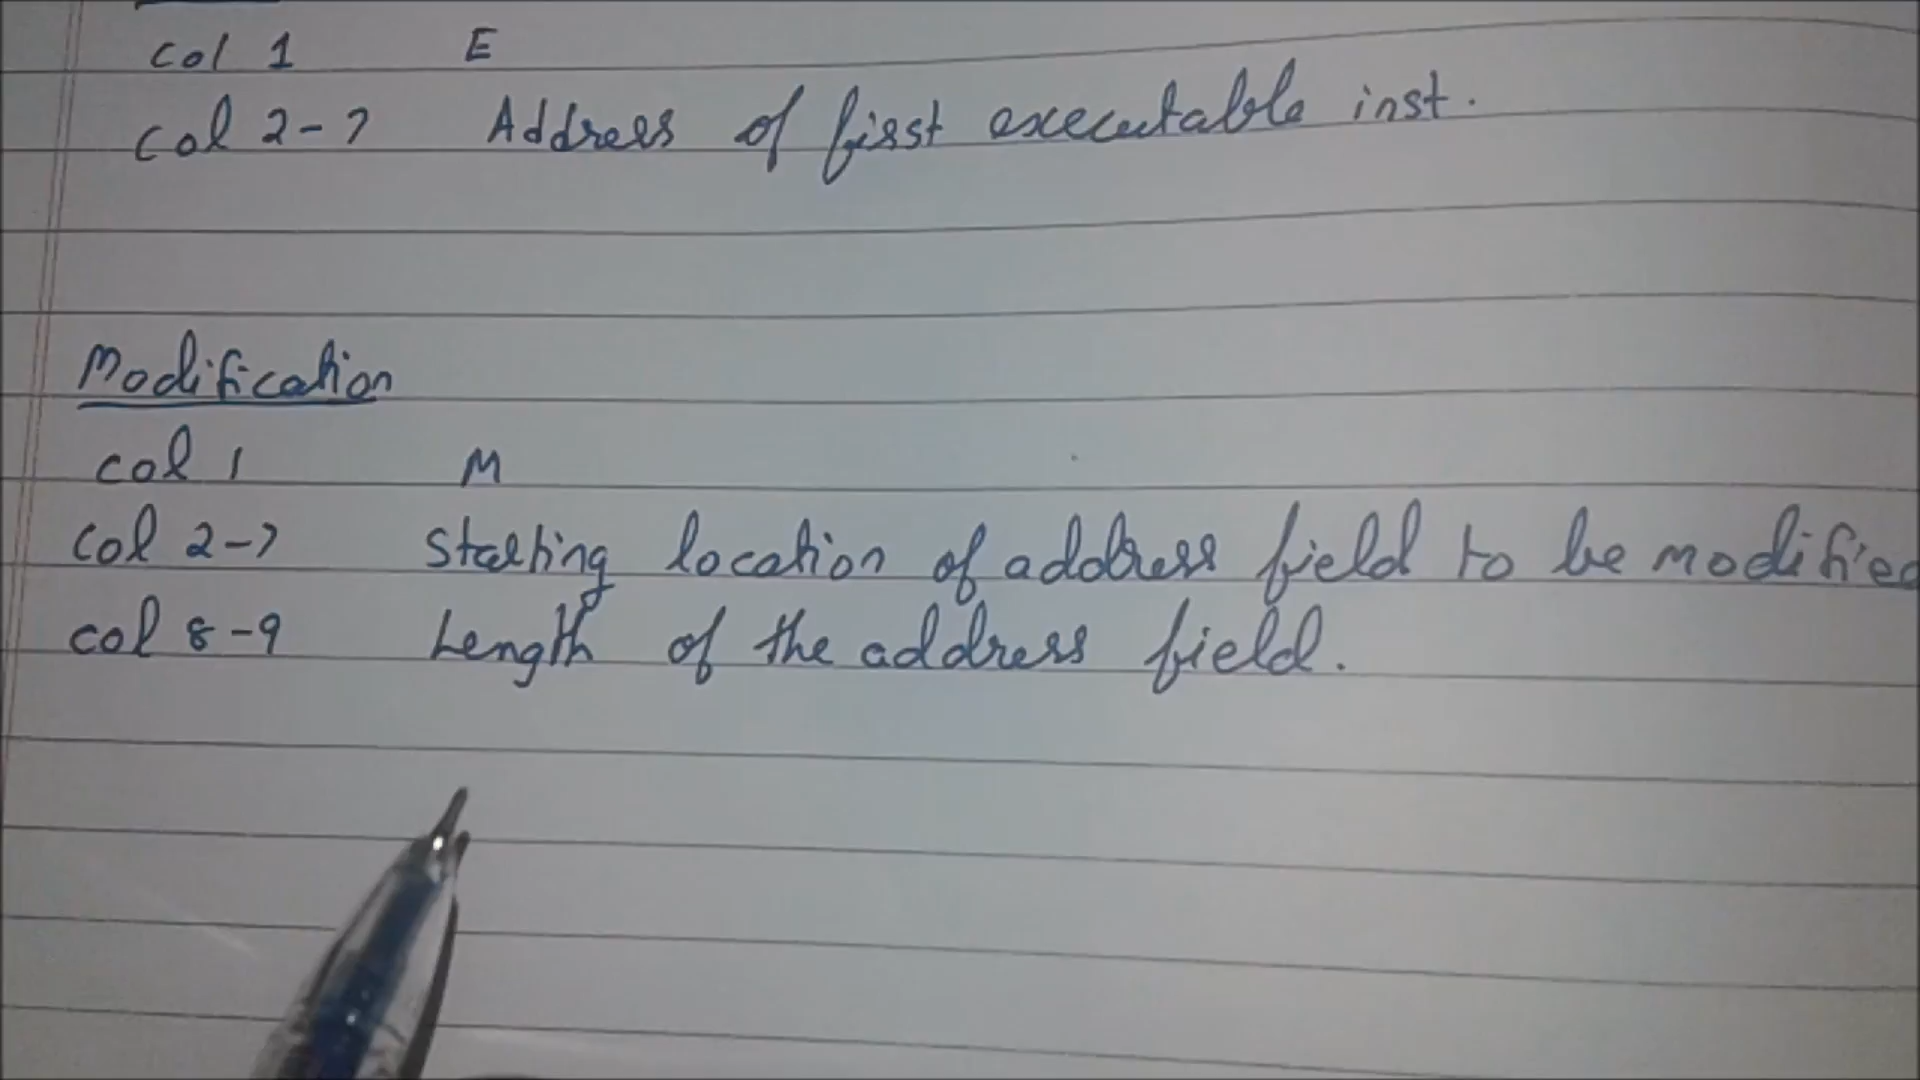 col 1 E
col 2-7 Address of first executable inst.
Modification
col 1 M
col 2-7 Starting location of address field to be modified
col 8-9 Length of the address field.